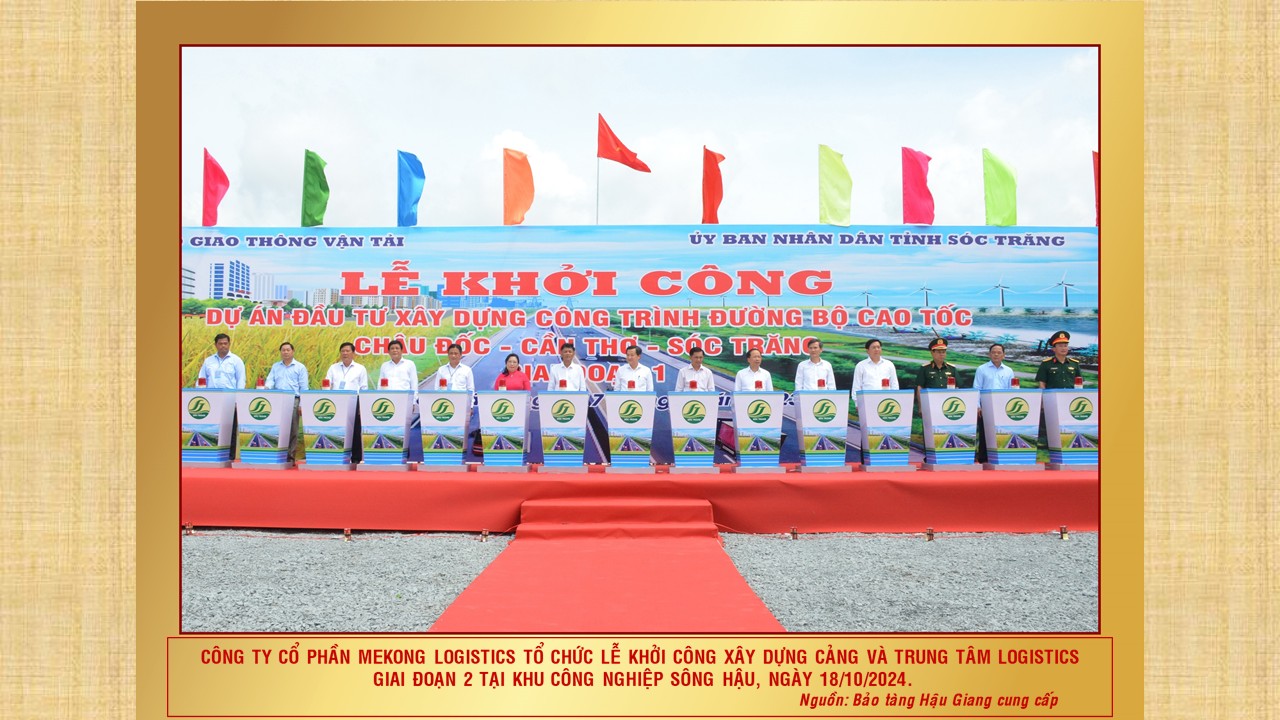 GIAO THÔNG VẬN TẢI
ỦY BAN NHÂN DÂN TỈNH SÓC TRĂNG
LỄ KHỞI CÔNG
DỰ ÁN ĐẦU TƯ XÂY DỰNG CÔNG TRÌNH ĐƯỜNG BỘ CAO TỐC
CHÂU ĐỐC - CẦN THƠ - SÓC TRĂNG
1
CÔNG TY CỔ PHẦN MEKONG LOGISTICS TỔ CHỨC LỄ KHỞI CÔNG XÂY DỰNG CẢNG VÀ TRUNG TÂM LOGISTICS
GIAI ĐOẠN 2 TẠI KHU CÔNG NGHIỆP SÔNG HẬU, NGÀY 18/10/2024.
Nguồn: Bảo tàng Hậu Giang cung cấp